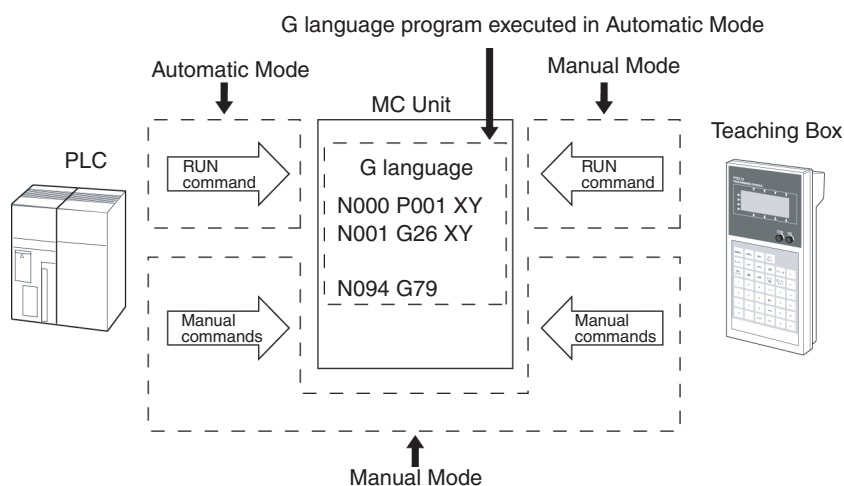 G language program executed in Automatic Mode
Automatic Mode
Manual Mode
MC Unit
Teaching Box
PLC
RUN
command
G language
RUN
command
N000 P001 XY
N001 G26 XY
N094 G79
Manual
commands
Manual
commands
Manual Mode